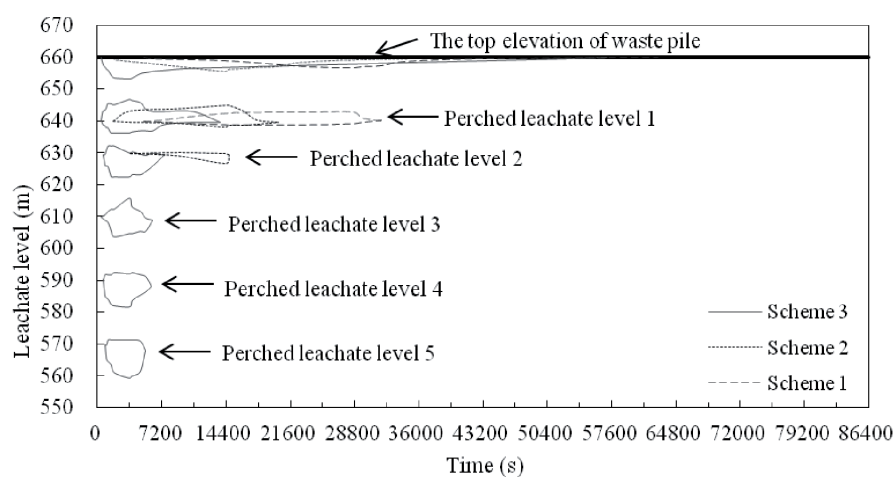 670
660
650
640
630
620
610
600
590
580
570
560
550
Leachate level (m)
The top elevation of waste pile
Perched leachate level 1
Perched leachate level 2
Perched leachate level 3
Perched leachate level 4
Perched leachate level 5
Scheme 3
Scheme 2
Scheme 1
0 7200 14400 21600 28800 36000 43200 50400 57600 64800 72000 79200 86400
Time (s)